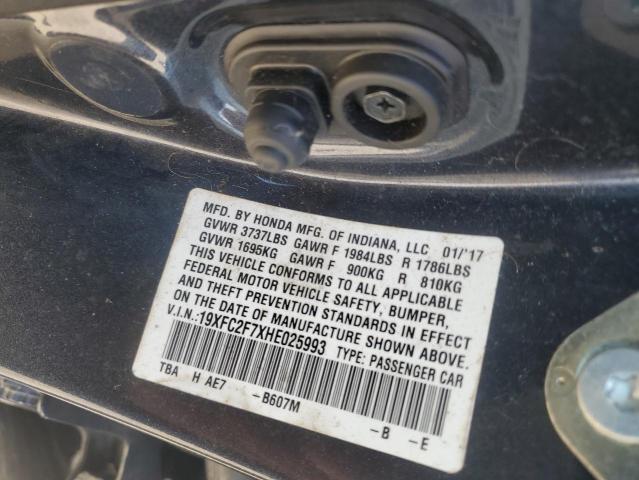 MFD. BY HONDA MFG. OF INDIANA, LLC 01/'17
GVWR 3737LBS GAWR F 1984LBS R 1786LBS
GVWR 1695KG GAWR F 900KG R 810KG
THIS VEHICLE CONFORMS TO ALL APPLICABLE
FEDERAL MOTOR VEHICLE SAFETY, BUMPER,
AND THEFT PREVENTION STANDARDS IN EFFECT
ON THE DATE OF MANUFACTURE SHOWN ABOVE.
V.I.N.:19XFC2F7XHE025993 TYPE: PASSENGER CAR
TBA H AE7 -B607M -B -E